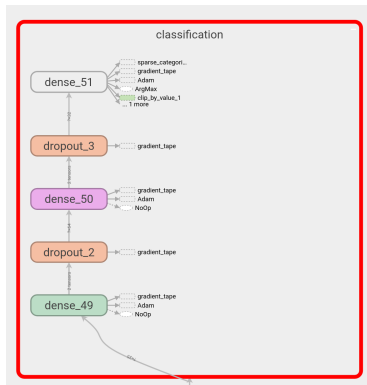 classification
sparse_categori...
gradient_tape
dense_51
Adam
ArgMax
clip_by_value_1
... 1 more
dropout_3
gradient_tape
gradient_tape
dense_50
Adam
NoOp
dropout_2
gradient_tape
gradient_tape
dense_49
Adam
NoOp